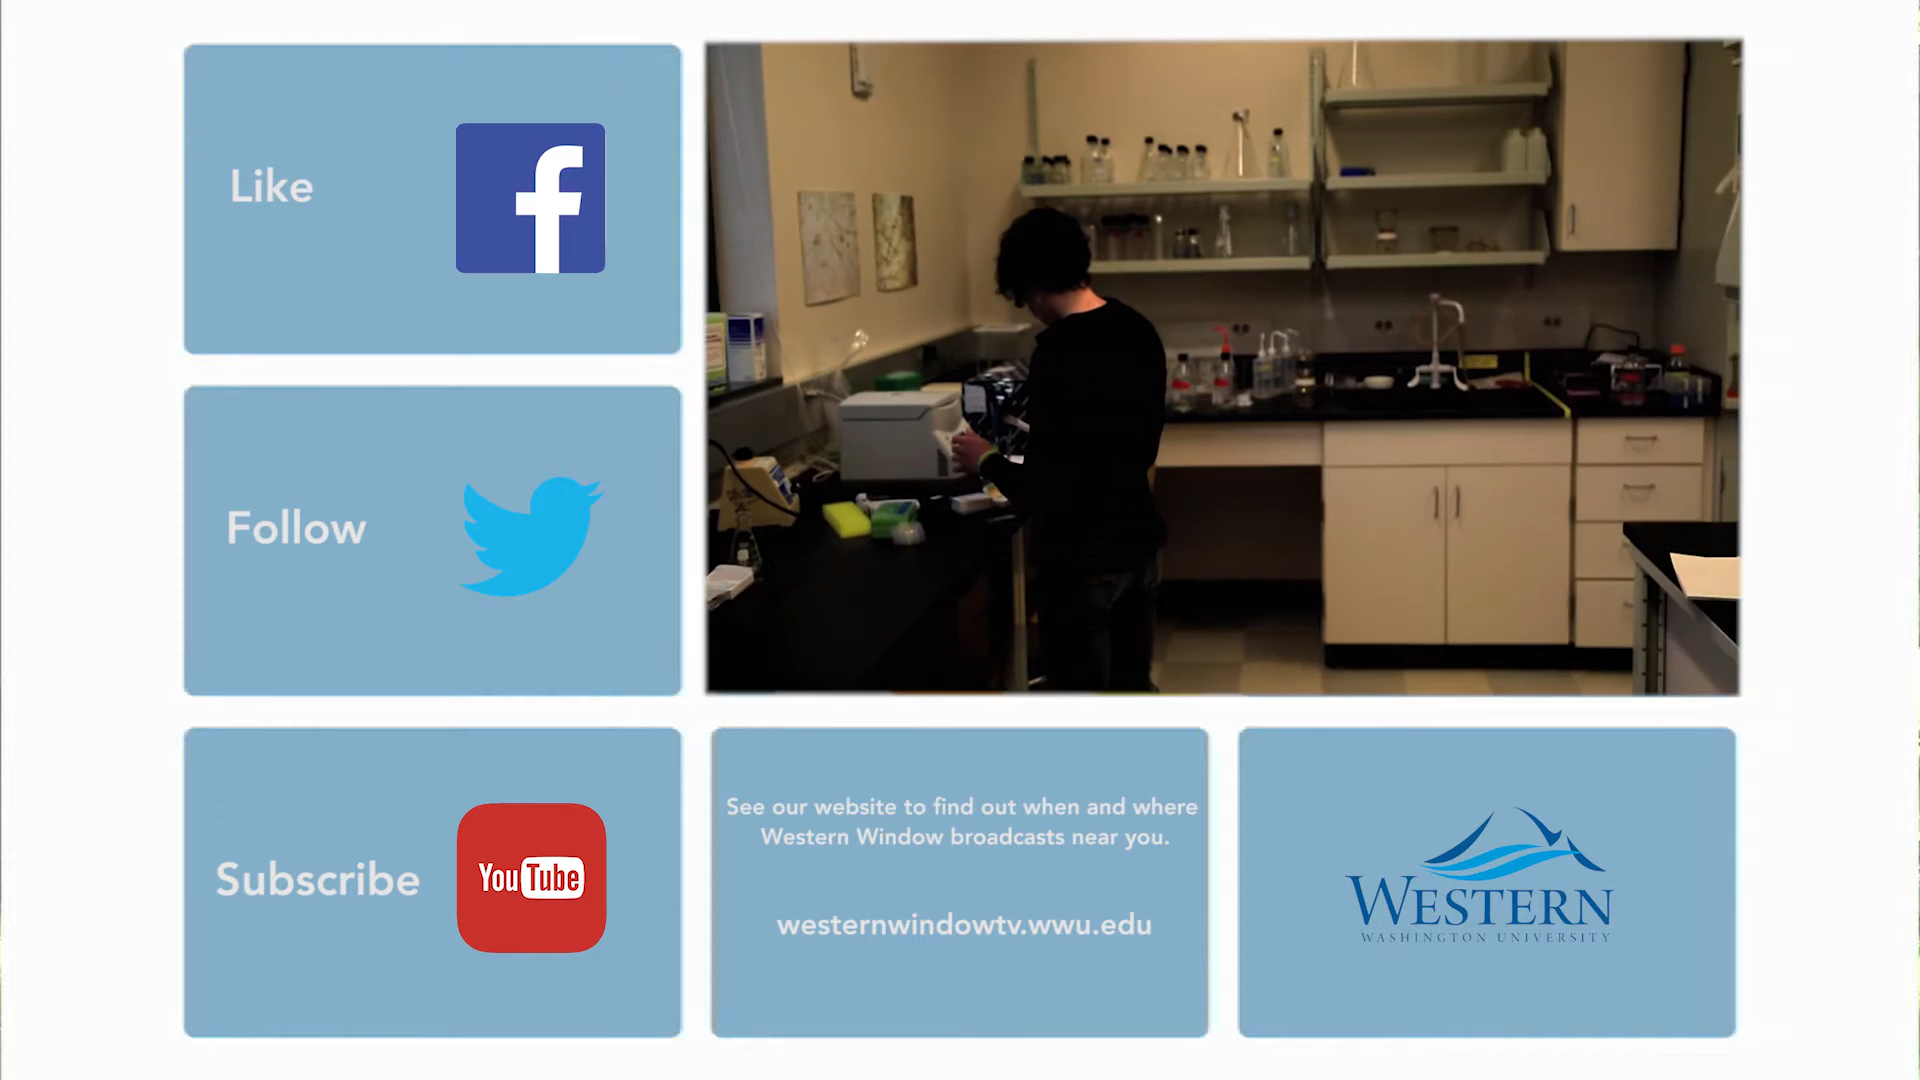 Like
Follow
Subscribe
YouTube
See our website to find out when and where
Western Window broadcasts near you.
westernwindowtv.wwu.edu
WESTERN
WASHINGTON UNIVERSITY